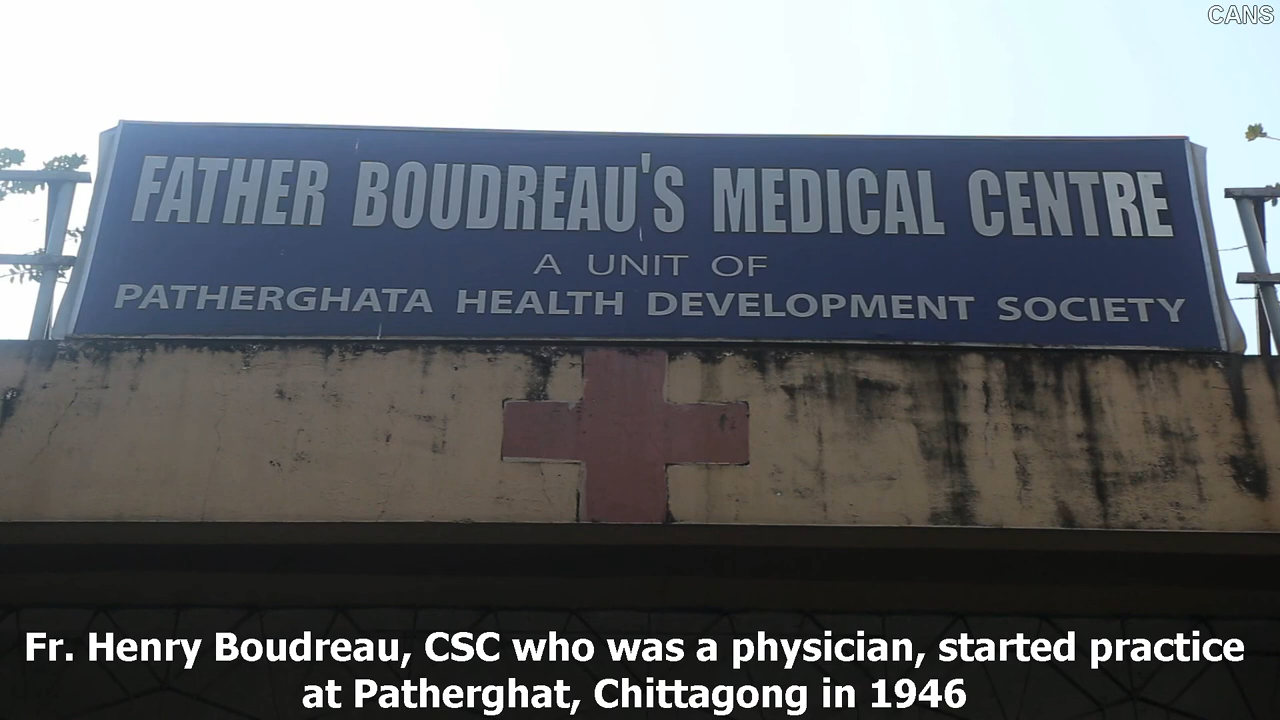 CANS
FATHER BOUDREAU'S MEDICAL CENTRE
A UNIT OF
PATHERGHATA HEALTH DEVELOPMENT SOCIETY
Fr. Henry Boudreau, CSC who was a physician, started practice
at Patherghat, Chittagong in 1946